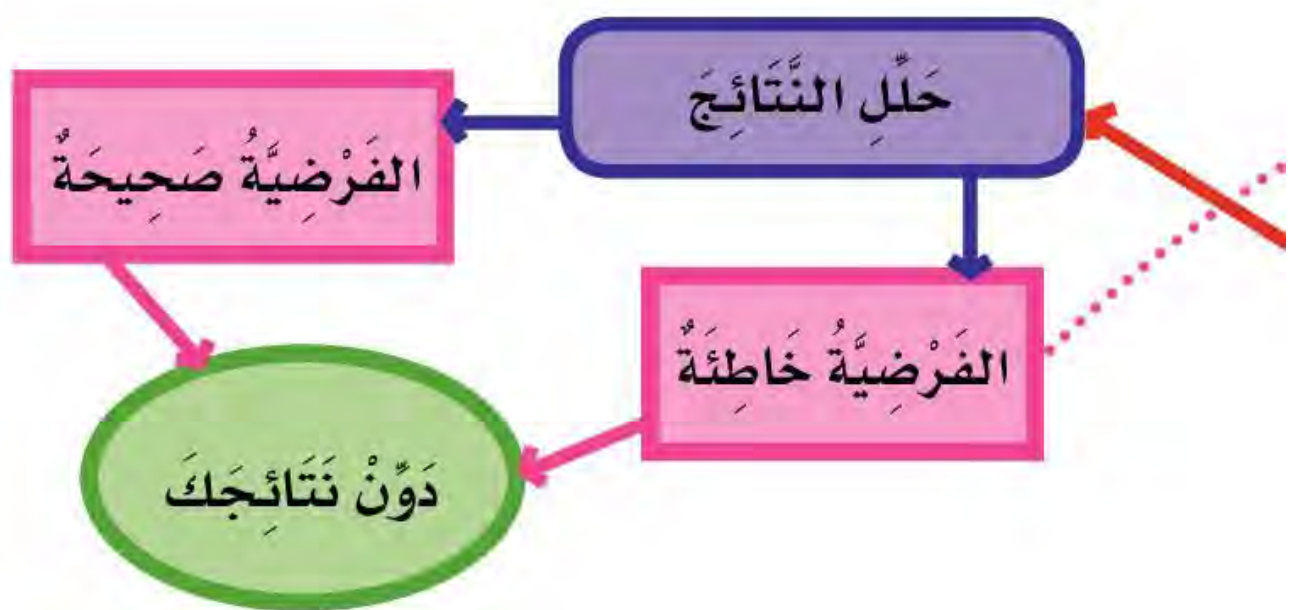 حَلِّلِ النَّتَائِجَ
الفَرْضِيَّةُ صَحِيحَةٌ
الفَرْضِيَّةُ خَاطِئَةٌ
دَوِّنْ نَتَائِجَكَ